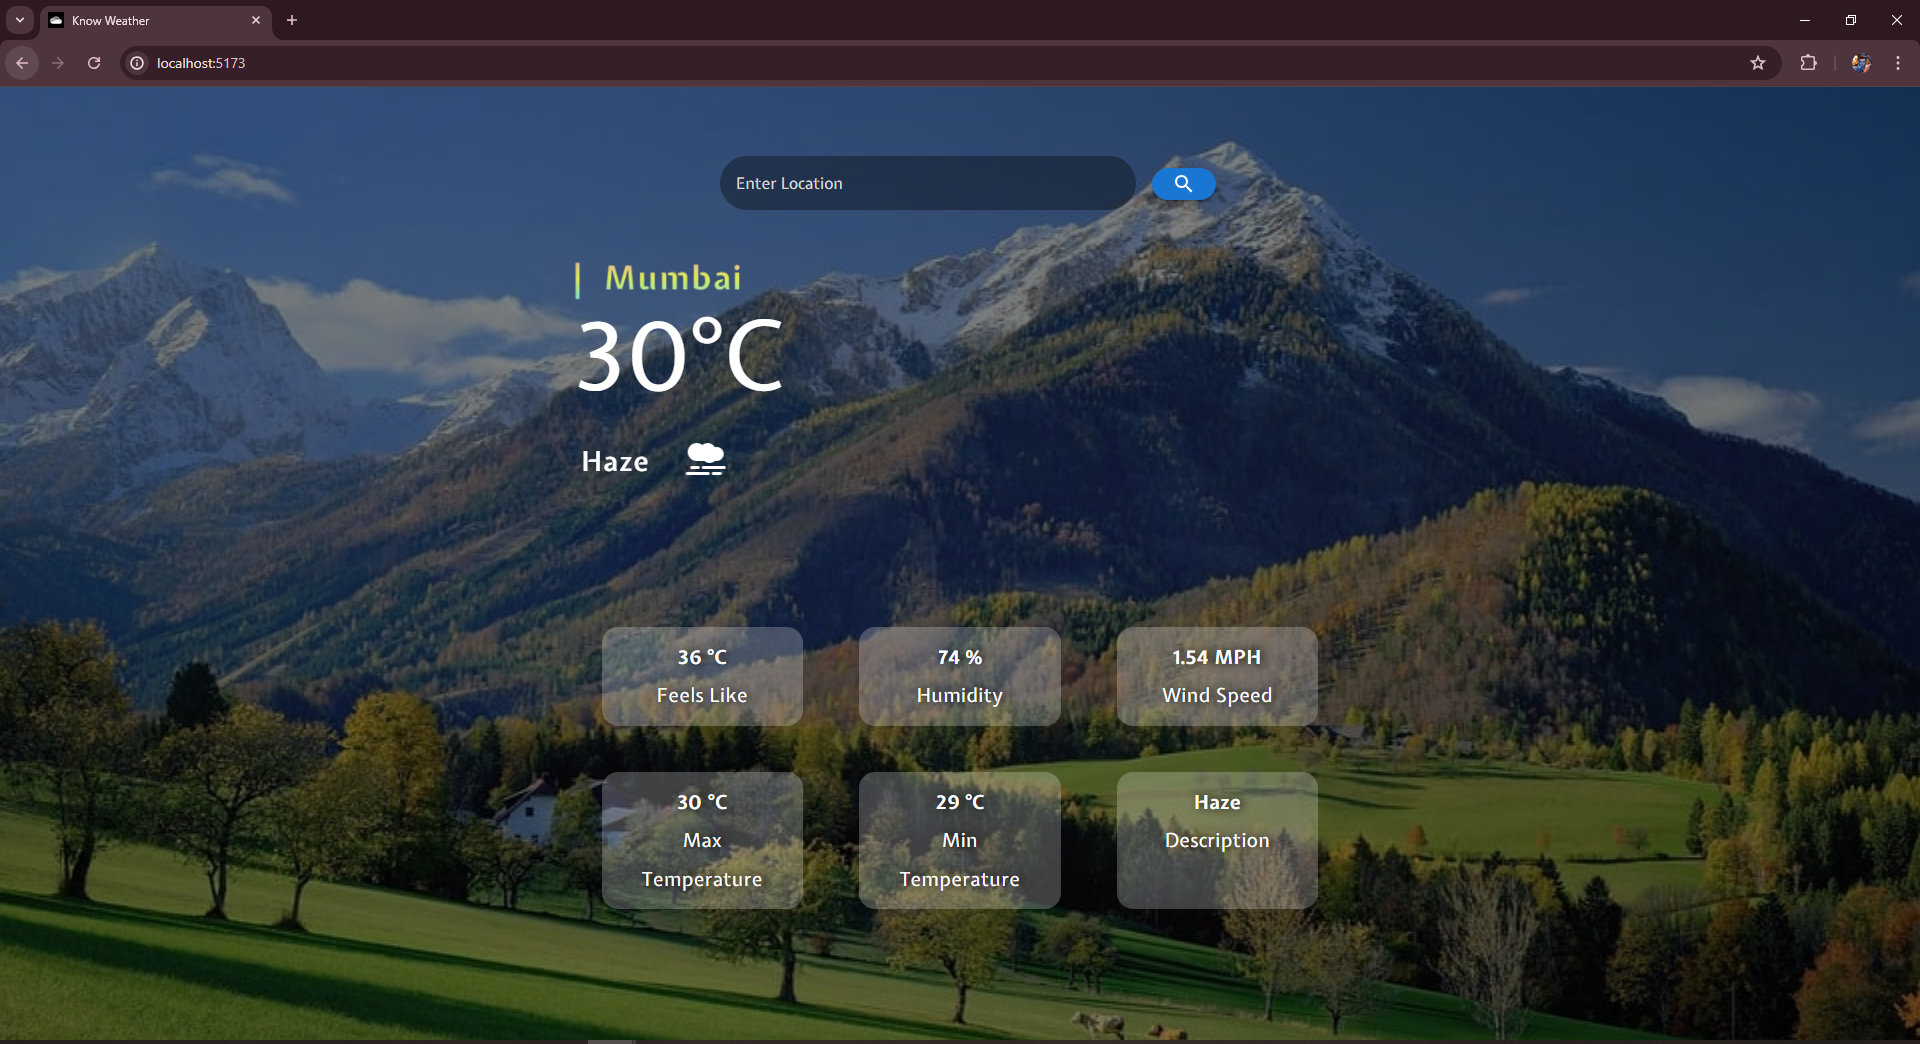 Know Weather
localhost:5173
Enter Location
| Mumbai
30°C
Haze
36 °C
Feels Like
74 %
Humidity
1.54 MPH
Wind Speed
30 °C
Max
Temperature
29 °C
Min
Temperature
Haze
Description